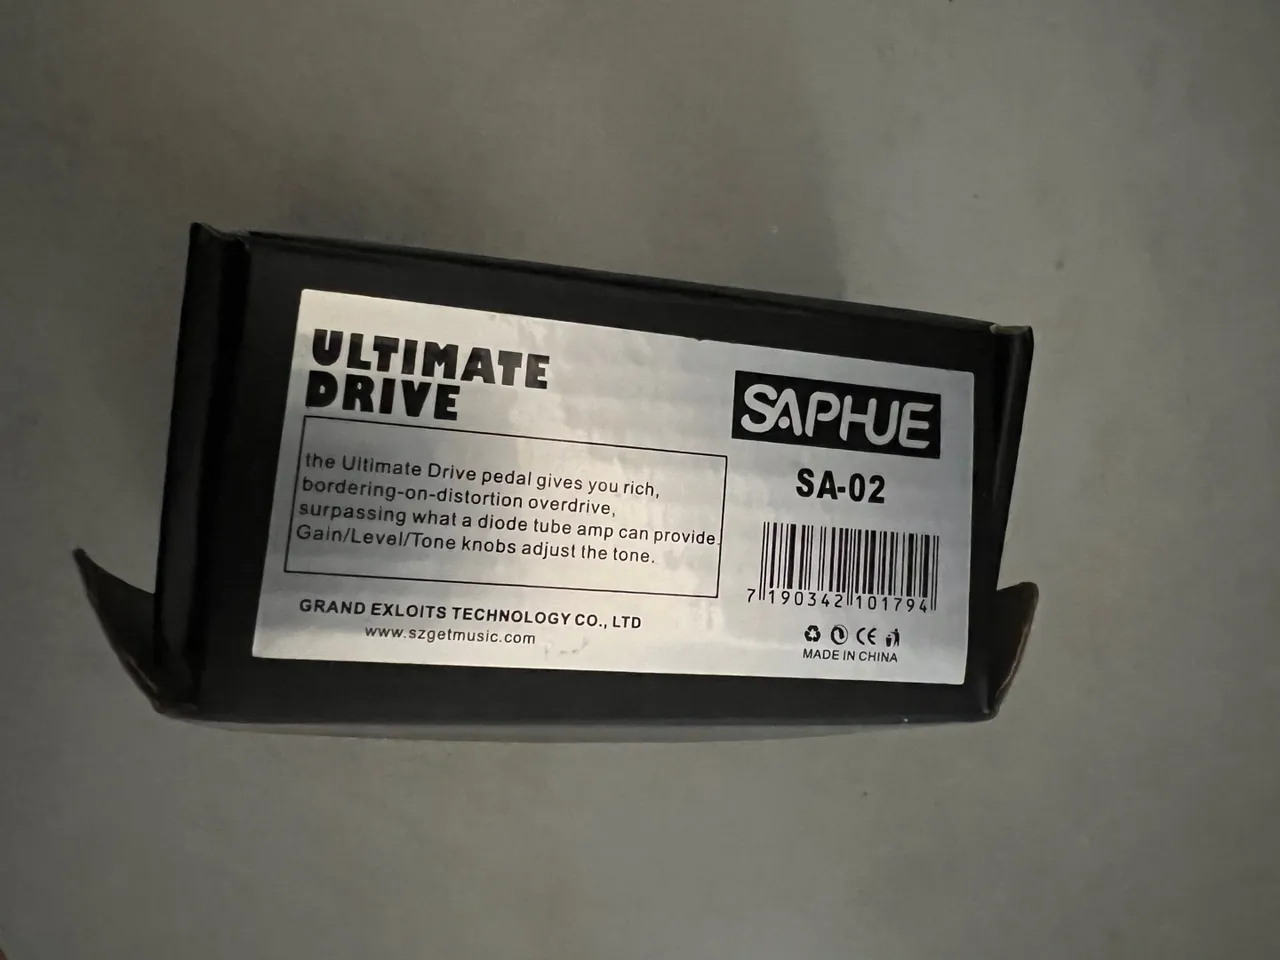 ULTIMATE
DRIVE
the Ultimate Drive pedal gives you rich,
bordering-on-distortion overdrive,
surpassing what a diode tube amp can provide.
Gain/Level/Tone knobs adjust the tone.
GRAND EXLOITS TECHNOLOGY CO., LTD
www.szgetmusic.com
SAPHUE
SA-02
7 190342 101794
CE
MADE IN CHINA